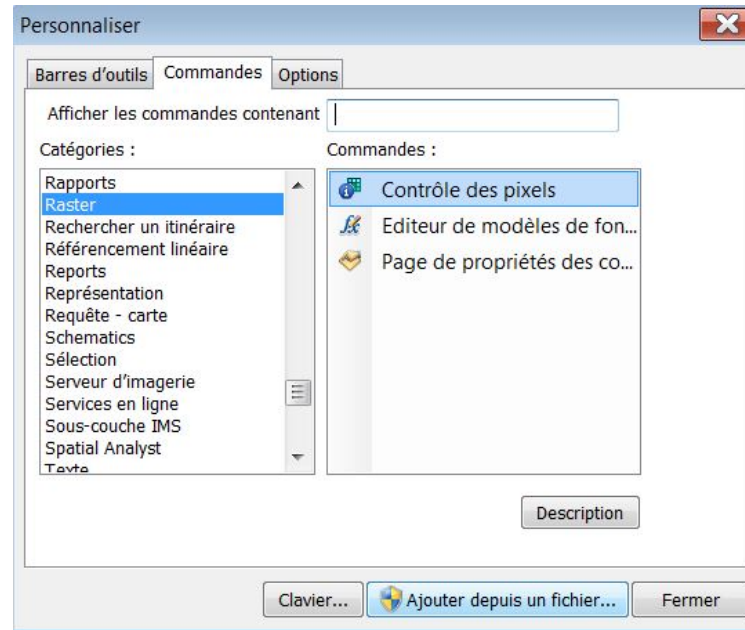 Personnaliser
Barres d'outils Commandes Options
Afficher les commandes contenant
Catégories : Commandes :
Rapports
Raster
Rechercher un itinéraire
Référencement linéaire
Reports
Représentation
Requête - carte
Schematics
Sélection
Serveur d'imagerie
Services en ligne
Sous-couche IMS
Spatial Analyst
Texte
Contrôle des pixels
Editeur de modèles de fon...
Page de propriétés des co...
Description
Clavier... Ajouter depuis un fichier... Fermer